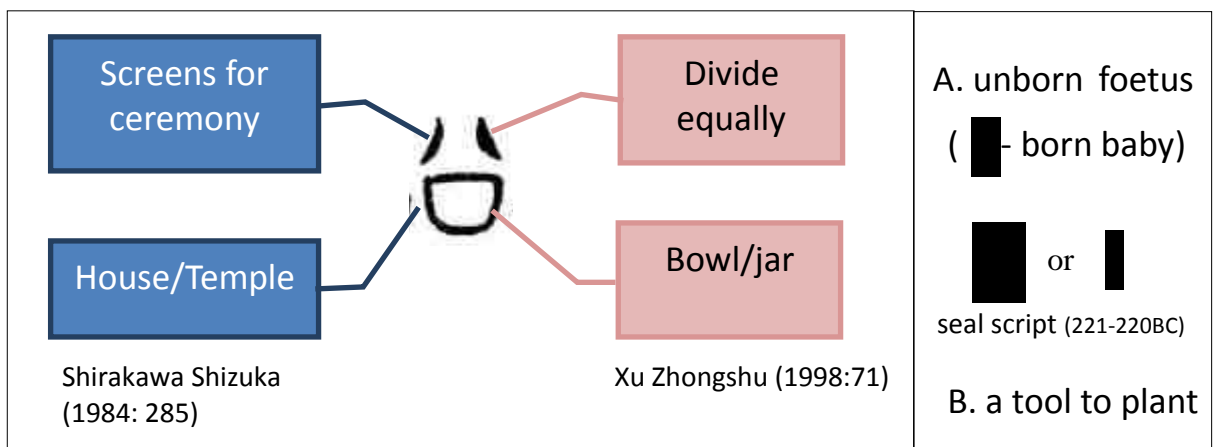 Screens for
ceremony
Divide
equally
House/Temple
Bowl/jar
Shirakawa Shizuka
(1984: 285)
Xu Zhongshu (1998:71)
A. unborn foetus
( - born baby)
or
seal script (221-220BC)
B. a tool to plant